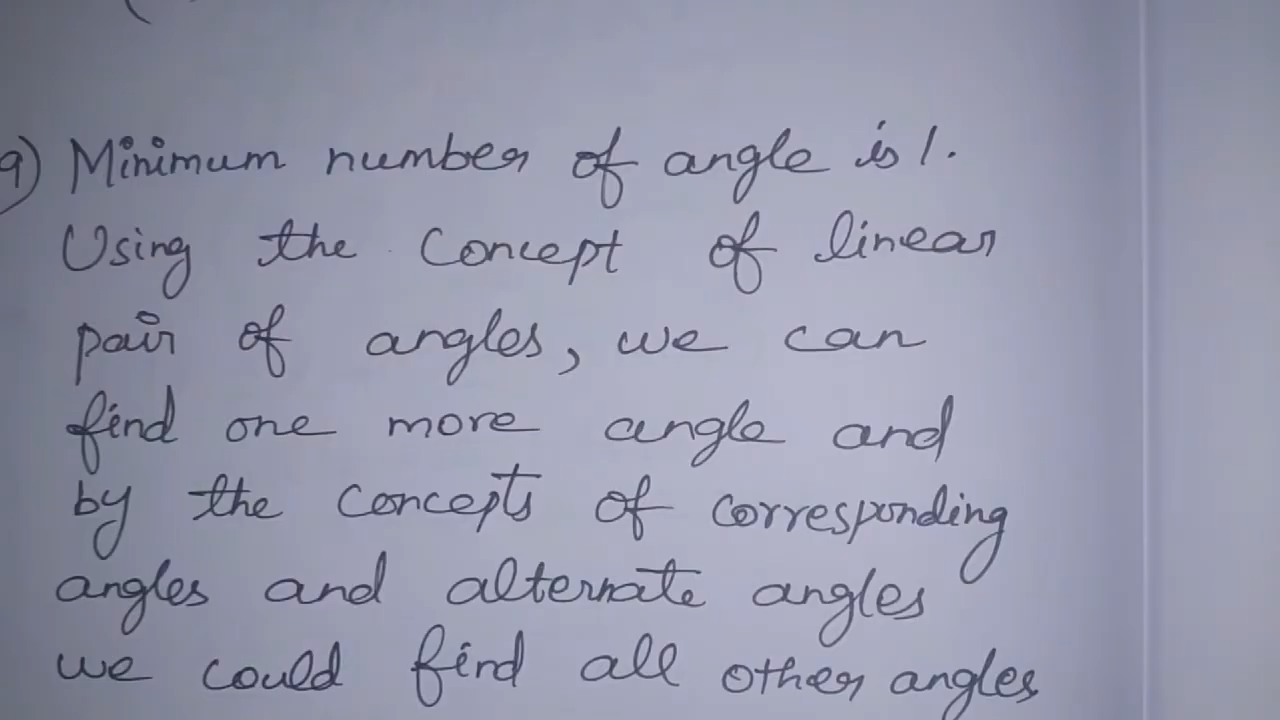 9) Minimum number of angle is 1.
Using the concept of linear
pair of angles, we can
find one more angle and
by the concepts of corresponding
angles and alternate angles
we could find all other angles